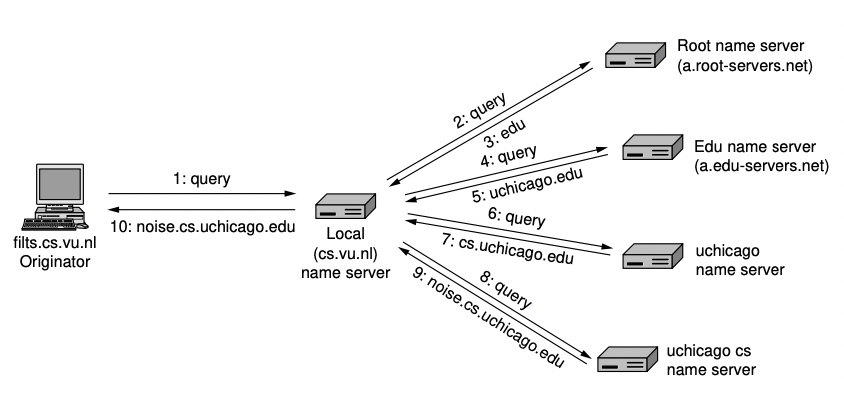 Root name server
(a.root-servers.net)
2: query
3: edu
4: query
Edu name server
(a.edu-servers.net)
5: uchicago.edu
1: query
6: query
10: noise.cs.uchicago.edu
Local
(cs.vu.nl)
name server
7: cs.uchicago.edu
filts.cs.vu.nl
Originator
uchicago
name server
8: query
9: noise.cs.uchicago.edu
uchicago cs
name server